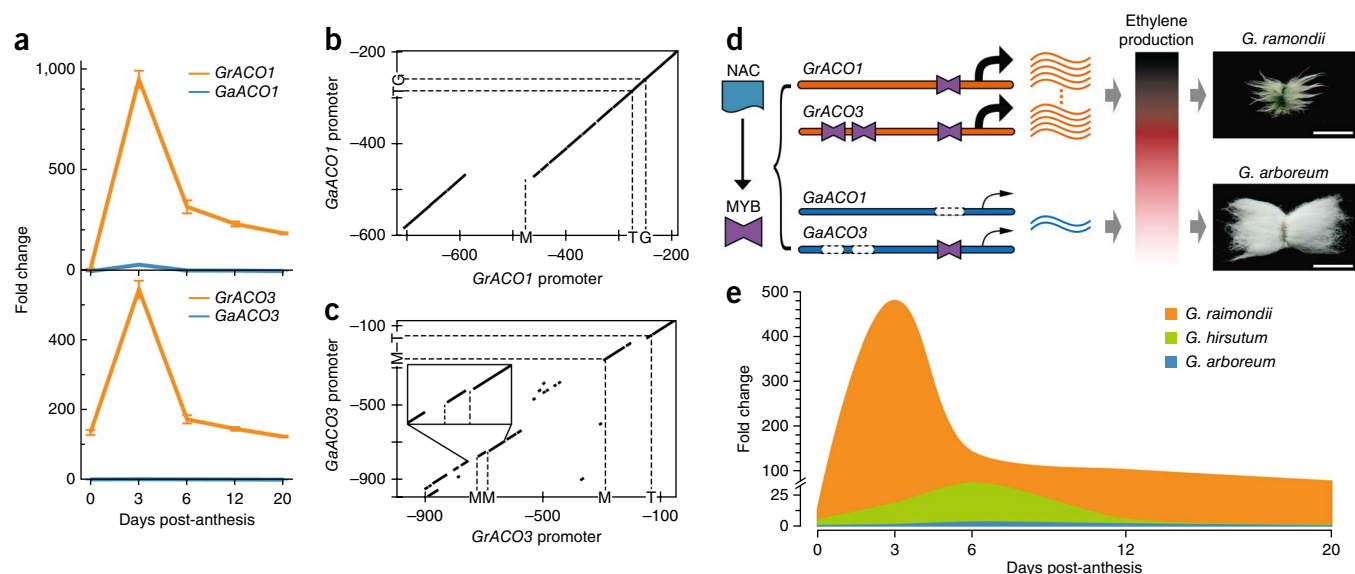 a
1,000
500
0
GrACO1
GaACO1
Fold change
400
200
0
GrACO3
GaACO3
0 3 6 12 20
Days post-anthesis
b
–200
–400
–600
GaACO1 promoter
G
T
M T G
–600 –400 –200
GrACO1 promoter
c
–100
–500
–900
GaACO3 promoter
T
M
M M M T
–900 –500 –100
GrACO3 promoter
d
NAC
MYB
GrACO1
GrACO3
GaACO1
GaACO3
Ethylene
production
G. ramondii
G. arboreum
e
500
400
300
200
100
25
0
Fold change
G. raimondii
G. hirsutum
G. arboreum
0 3 6 12 20
Days post-anthesis